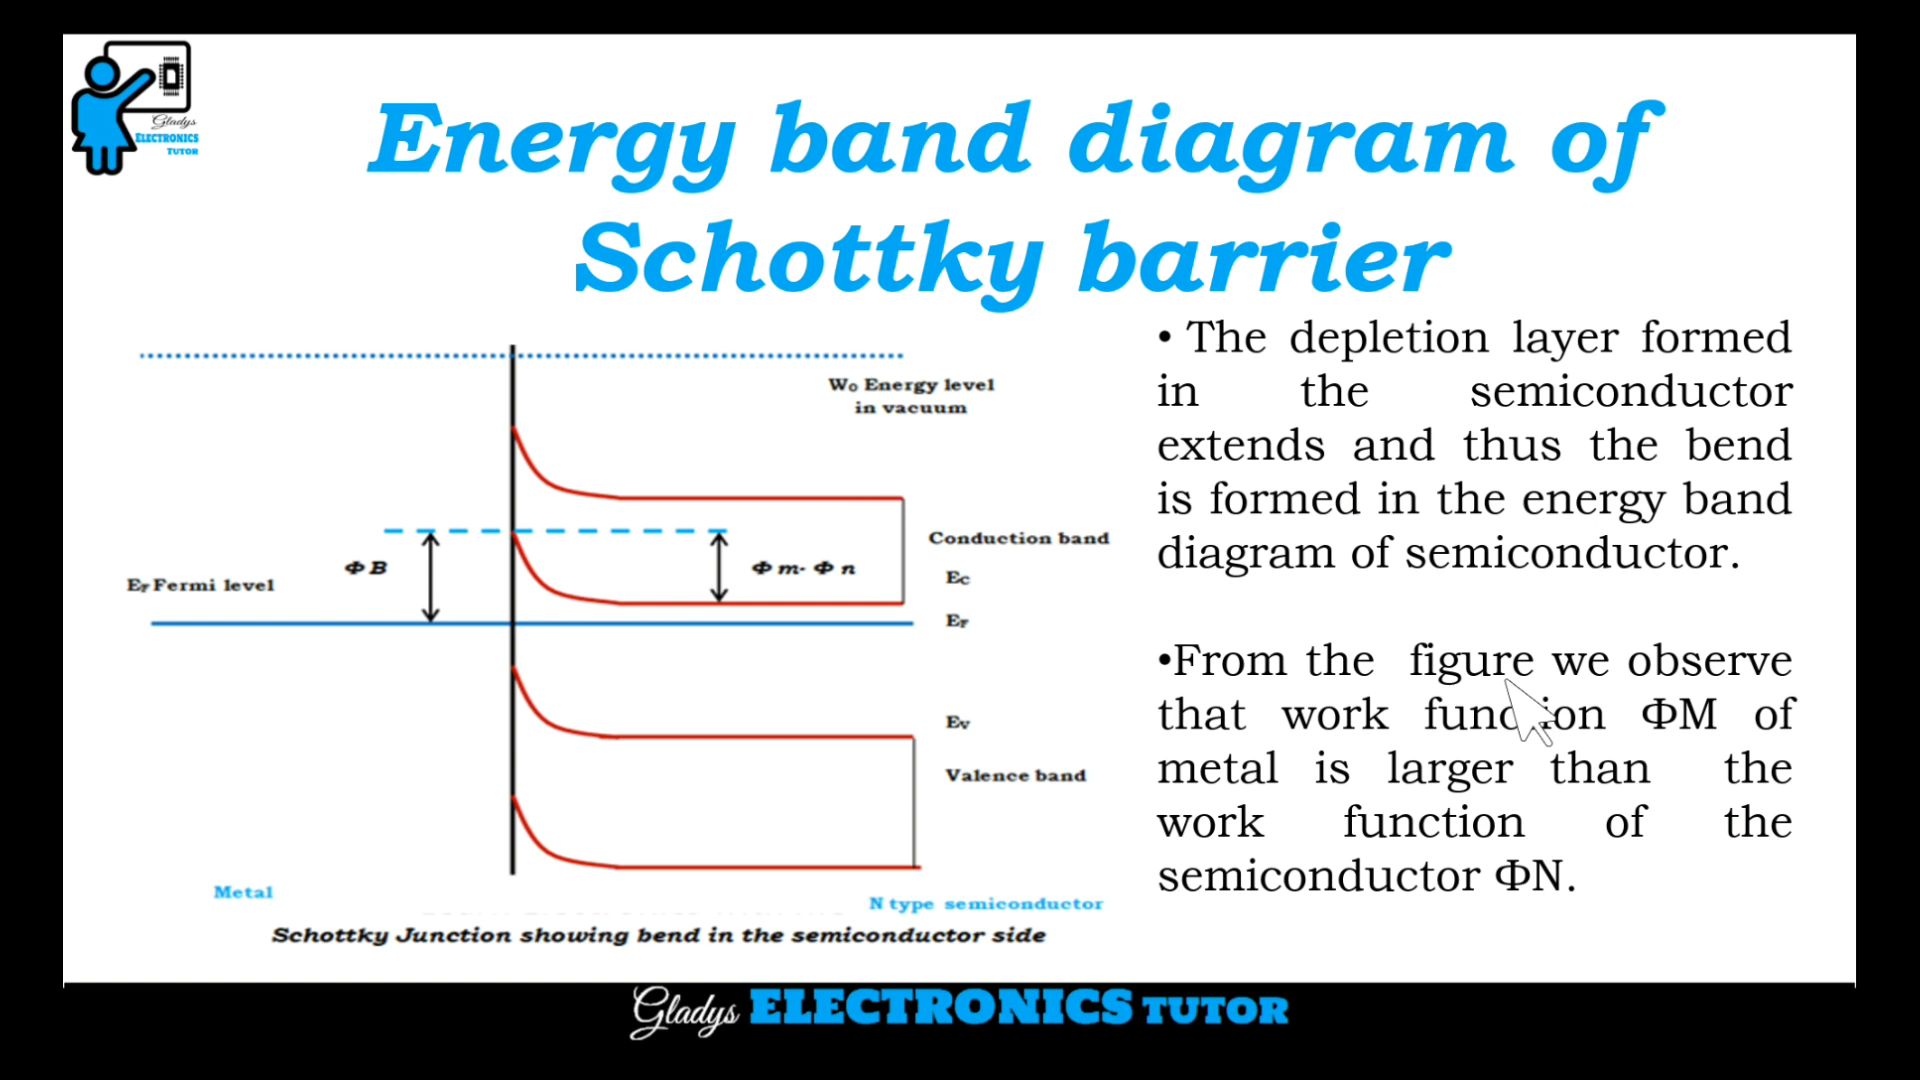 Gladys
ELECTRONICS
TUTOR
Energy band diagram of
Schottky barrier
W₀ Energy level
in vacuum
Conduction band
Φ B
Φ m- Φ n
EF Fermi level
Ec
EF
Ev
Valence band
Metal
N type semiconductor
Schottky Junction showing bend in the semiconductor side
• The depletion layer formed
in the semiconductor
extends and thus the bend
is formed in the energy band
diagram of semiconductor.
•From the figure we observe
that work function ΦM of
metal is larger than the
work function of the
semiconductor ΦN.
Gladys ELECTRONICS TUTOR